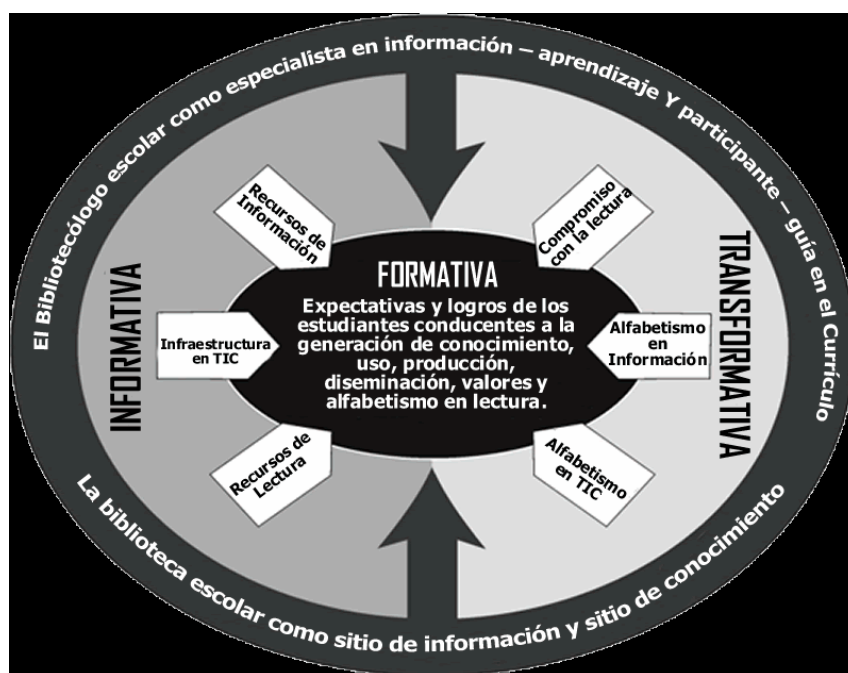 El Bibliotecólogo escolar como especialista en información – aprendizaje Y participante – guía en el Currículo
INFORMATIVA
Recursos de
Información
Infraestructura
en TIC
Recursos de
Lectura
FORMATIVA
Expectativas y logros de los
estudiantes conducentes a la
generación de conocimiento,
uso, producción,
diseminación, valores y
alfabetismo en lectura.
Compromiso
con la lectura
Alfabetismo
en
Información
Alfabetismo
en TIC
TRANSFORMATIVA
La biblioteca escolar como sitio de información y sitio de conocimiento